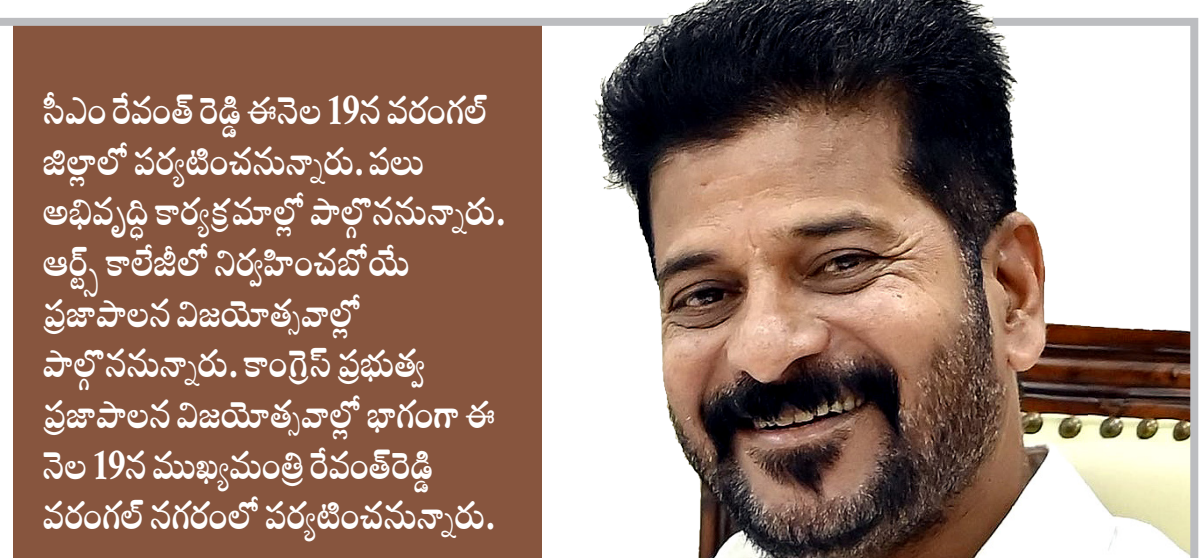 సీఎం రేవంత్ రెడ్డి ఈనెల 19న వరంగల్
జిల్లాలో పర్యటించనున్నారు. పలు
అభివృద్ధి కార్యక్రమాల్లో పాల్గొననున్నారు.
ఆర్ట్స్ కాలేజీలో నిర్వహించబోయే
ప్రజాపాలన విజయోత్సవాల్లో
పాల్గొననున్నారు. కాంగ్రెస్ ప్రభుత్వ
ప్రజాపాలన విజయోత్సవాల్లో భాగంగా ఈ
నెల 19న ముఖ్యమంత్రి రేవంత్‌రెడ్డి
వరంగల్ నగరంలో పర్యటించనున్నారు.